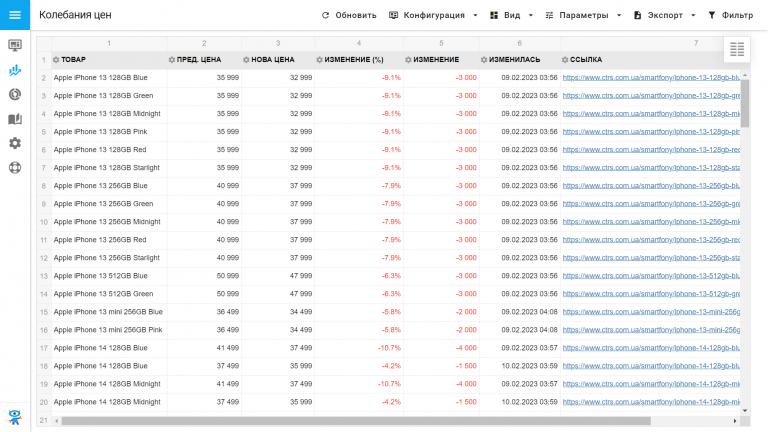 Колебания цен
Обновить Конфигурация Вид Параметры Экспорт Фильтр
1 2 3 4 5 6 7
1 ТОВАР ПРЕД. ЦЕНА НОВА ЦЕНА ИЗМЕНЕНИЕ (%) ИЗМЕНЕНИЕ ИЗМЕНИЛАСЬ ССЫЛКА
2 Apple iPhone 13 128GB Blue 35 999 32 999 -9.1% -3 000 09.02.2023 03:56 https://www.ctrs.com.ua/smartfony/iphone-13-128gb-blu
3 Apple iPhone 13 128GB Green 35 999 32 999 -9.1% -3 000 09.02.2023 03:56 https://www.ctrs.com.ua/smartfony/iphone-13-128gb-gre
4 Apple iPhone 13 128GB Midnight 35 999 32 999 -9.1% -3 000 09.02.2023 03:56 https://www.ctrs.com.ua/smartfony/iphone-13-128gb-mi
5 Apple iPhone 13 128GB Pink 35 999 32 999 -9.1% -3 000 09.02.2023 03:56 https://www.ctrs.com.ua/smartfony/iphone-13-128gb-pin
6 Apple iPhone 13 128GB Red 35 999 32 999 -9.1% -3 000 09.02.2023 03:56 https://www.ctrs.com.ua/smartfony/iphone-13-128gb-red
7 Apple iPhone 13 128GB Starlight 35 999 32 999 -9.1% -3 000 09.02.2023 03:56 https://www.ctrs.com.ua/smartfony/iphone-13-128gb-sta
8 Apple iPhone 13 256GB Blue 40 999 37 999 -7.9% -3 000 09.02.2023 03:56 https://www.ctrs.com.ua/smartfony/iphone-13-256gb-blu
9 Apple iPhone 13 256GB Green 40 999 37 999 -7.9% -3 000 09.02.2023 03:56 https://www.ctrs.com.ua/smartfony/iphone-13-256gb-gre
10 Apple iPhone 13 256GB Midnight 40 999 37 999 -7.9% -3 000 09.02.2023 03:56 https://www.ctrs.com.ua/smartfony/iphone-13-256gb-mi
11 Apple iPhone 13 256GB Red 40 999 37 999 -7.9% -3 000 09.02.2023 03:56 https://www.ctrs.com.ua/smartfony/iphone-13-256gb-red
12 Apple iPhone 13 256GB Starlight 40 999 37 999 -7.9% -3 000 09.02.2023 03:56 https://www.ctrs.com.ua/smartfony/iphone-13-256gb-sta
13 Apple iPhone 13 512GB Blue 50 999 47 999 -6.3% -3 000 09.02.2023 03:56 https://www.ctrs.com.ua/smartfony/iphone-13-512gb-blu
14 Apple iPhone 13 512GB Green 50 999 47 999 -6.3% -3 000 09.02.2023 03:56 https://www.ctrs.com.ua/smartfony/iphone-13-512gb-gre
15 Apple iPhone 13 mini 256GB Blue 36 499 34 499 -5.8% -2 000 09.02.2023 04:08 https://www.ctrs.com.ua/smartfony/iphone-13-mini-256g
16 Apple iPhone 13 mini 256GB Pink 36 499 34 499 -5.8% -2 000 09.02.2023 04:08 https://www.ctrs.com.ua/smartfony/iphone-13-mini-256g
17 Apple iPhone 14 128GB Blue 41 499 37 499 -10.7% -4 000 09.02.2023 03:57 https://www.ctrs.com.ua/smartfony/iphone-14-128gb-blu
18 Apple iPhone 14 128GB Blue 37 499 35 999 -4.2% -1 500 10.02.2023 03:59 https://www.ctrs.com.ua/smartfony/iphone-14-128gb-blu
19 Apple iPhone 14 128GB Midnight 41 499 37 499 -10.7% -4 000 09.02.2023 03:57 https://www.ctrs.com.ua/smartfony/iphone-14-128gb-mi
20 Apple iPhone 14 128GB Midnight 37 499 35 999 -4.2% -1 500 10.02.2023 03:59 https://www.ctrs.com.ua/smartfony/iphone-14-128gb-mi
21